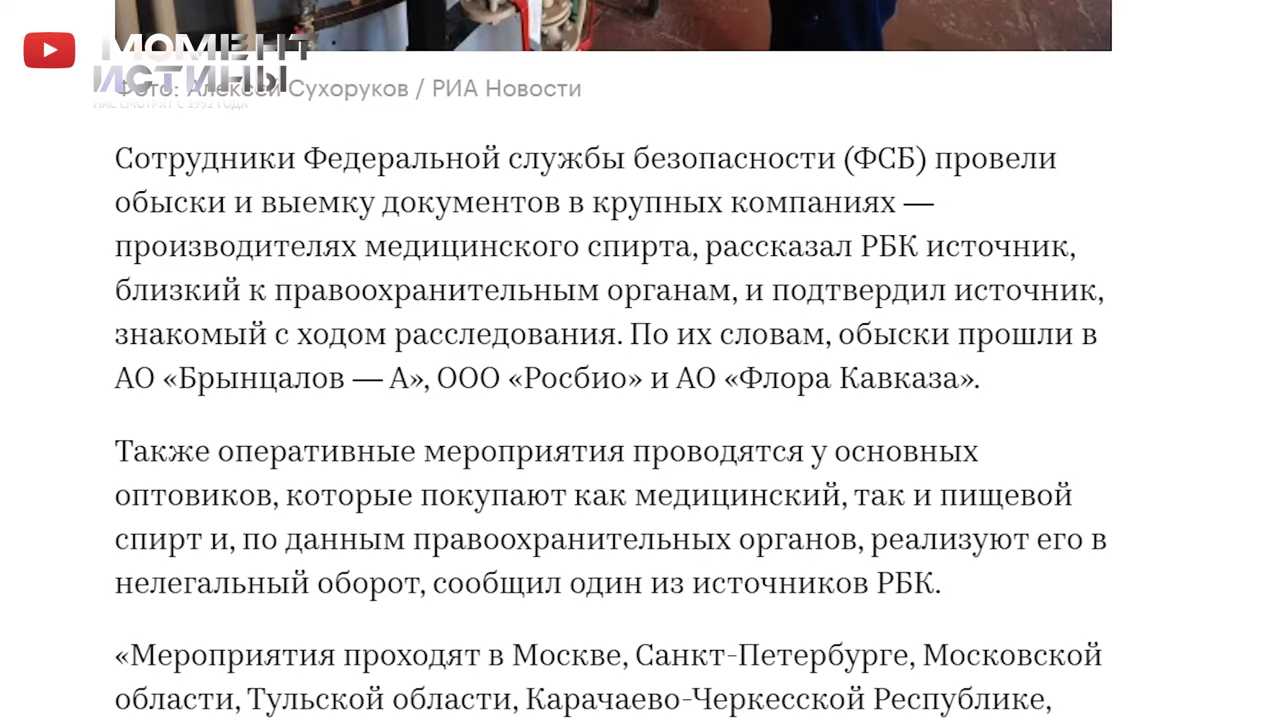 МОМЕНТ
ИСТИНЫ
НАС СМОТРЯТ С 1992 ГОДА
Фото: Алексей Сухоруков / РИА Новости
Сотрудники Федеральной службы безопасности (ФСБ) провели
обыски и выемку документов в крупных компаниях —
производителях медицинского спирта, рассказал РБК источник,
близкий к правоохранительным органам, и подтвердил источник,
знакомый с ходом расследования. По их словам, обыски прошли в
АО «Брынцалов — А», ООО «Росбио» и АО «Флора Кавказа».
Также оперативные мероприятия проводятся у основных
оптовиков, которые покупают как медицинский, так и пищевой
спирт и, по данным правоохранительных органов, реализуют его в
нелегальный оборот, сообщил один из источников РБК.
«Мероприятия проходят в Москве, Санкт-Петербурге, Московской
области, Тульской области, Карачаево-Черкесской Республике,